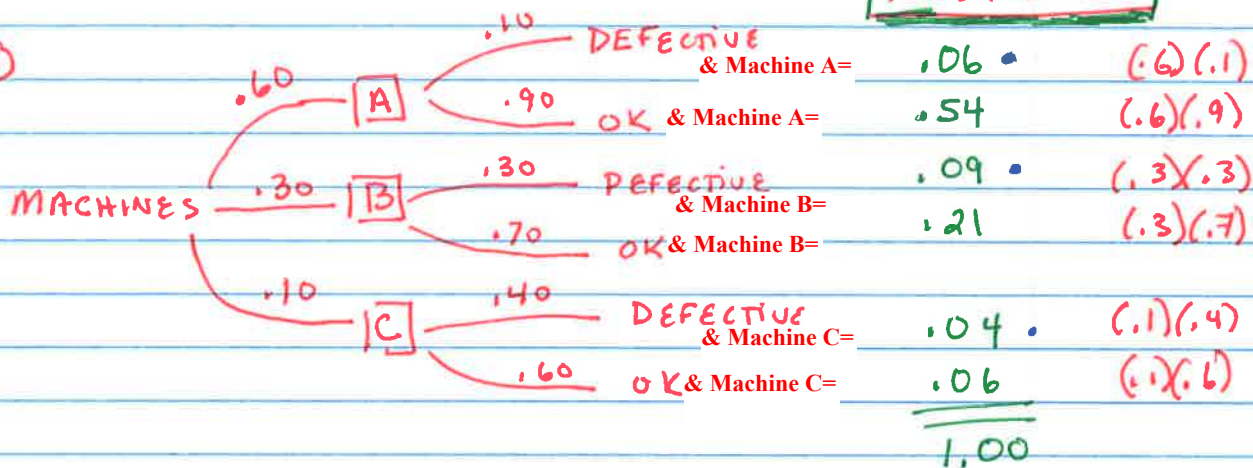 )
.10 DEFECTIVE
& Machine A= .06 • (.6)(.1)
.60 A .90 OK & Machine A= .54 (.6)(.9)
MACHINES .30 B .30 DEFECTIVE
& Machine B= .09 • (.3)(.3)
.70 OK & Machine B= .21 (.3)(.7)
.10 C .40 DEFECTIVE
& Machine C= .04 • (.1)(.4)
.60 OK & Machine C= .06 (.1)(.6)
1.00